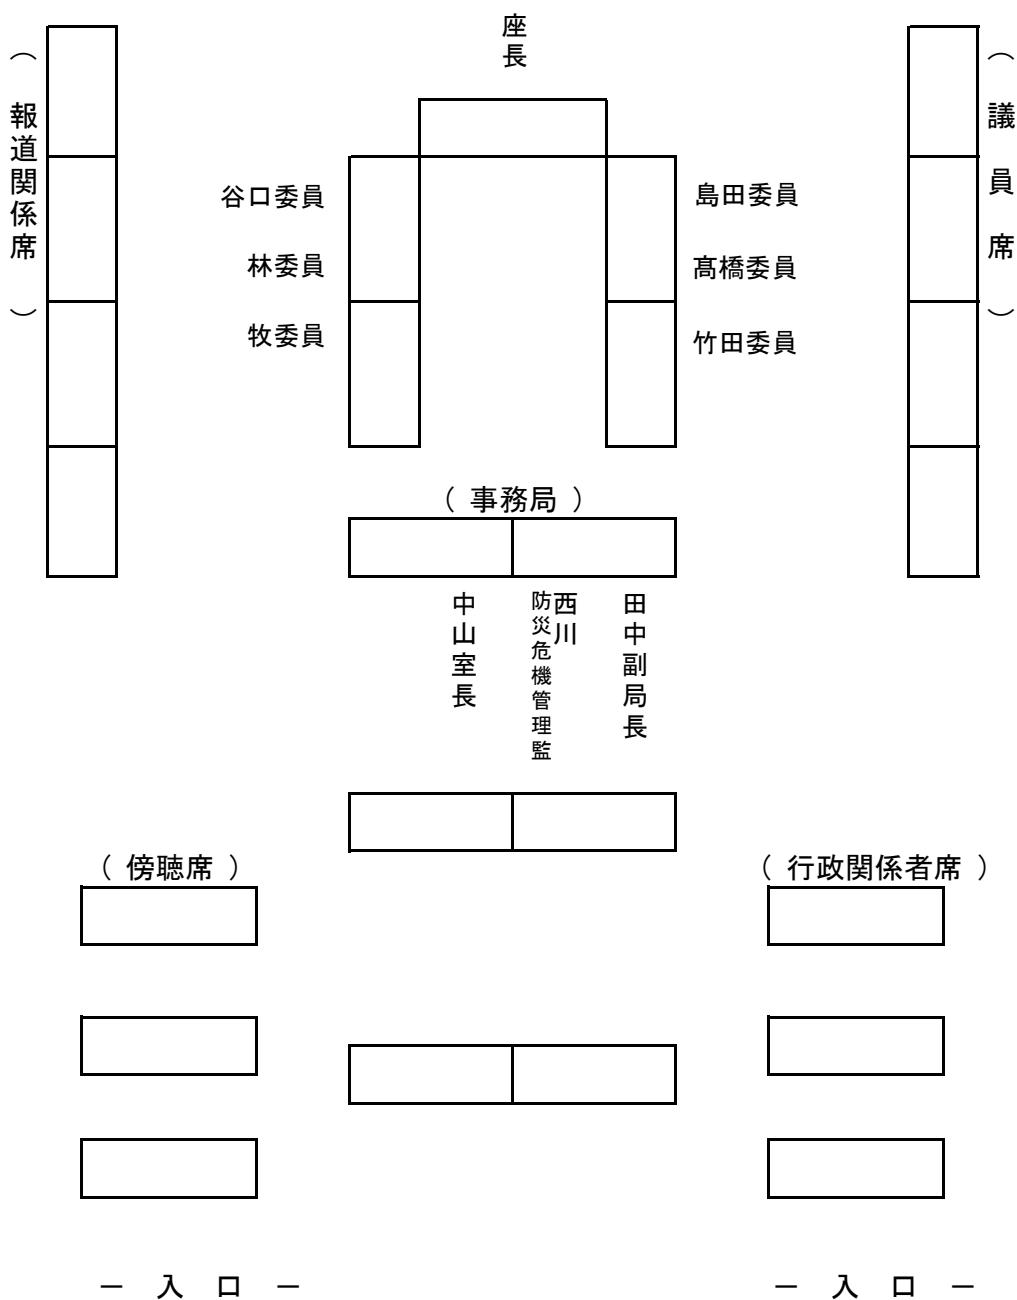 座長
（報道関係席）
（議員席）
谷口委員
島田委員
林委員
髙橋委員
牧委員
竹田委員
（ 事務局 ）
中山室長
西川
防災危機管理監
田中副局長
（ 傍聴席 ）
（ 行政関係者席 ）
－ 入 口 －
－ 入 口 －